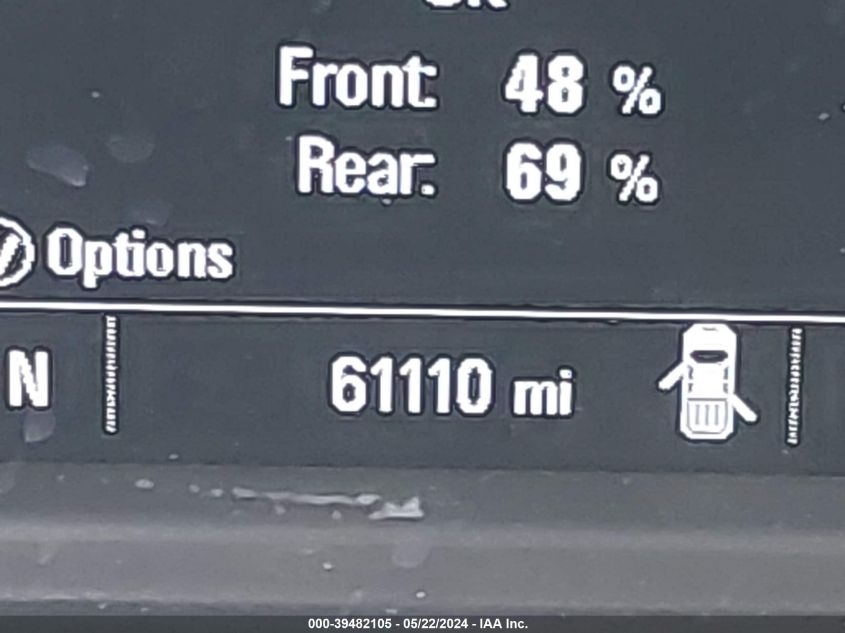 Front: 48 %
Rear: 69 %
Options
N 61110 mi
000-39482105 - 05/22/2024 - IAA Inc.